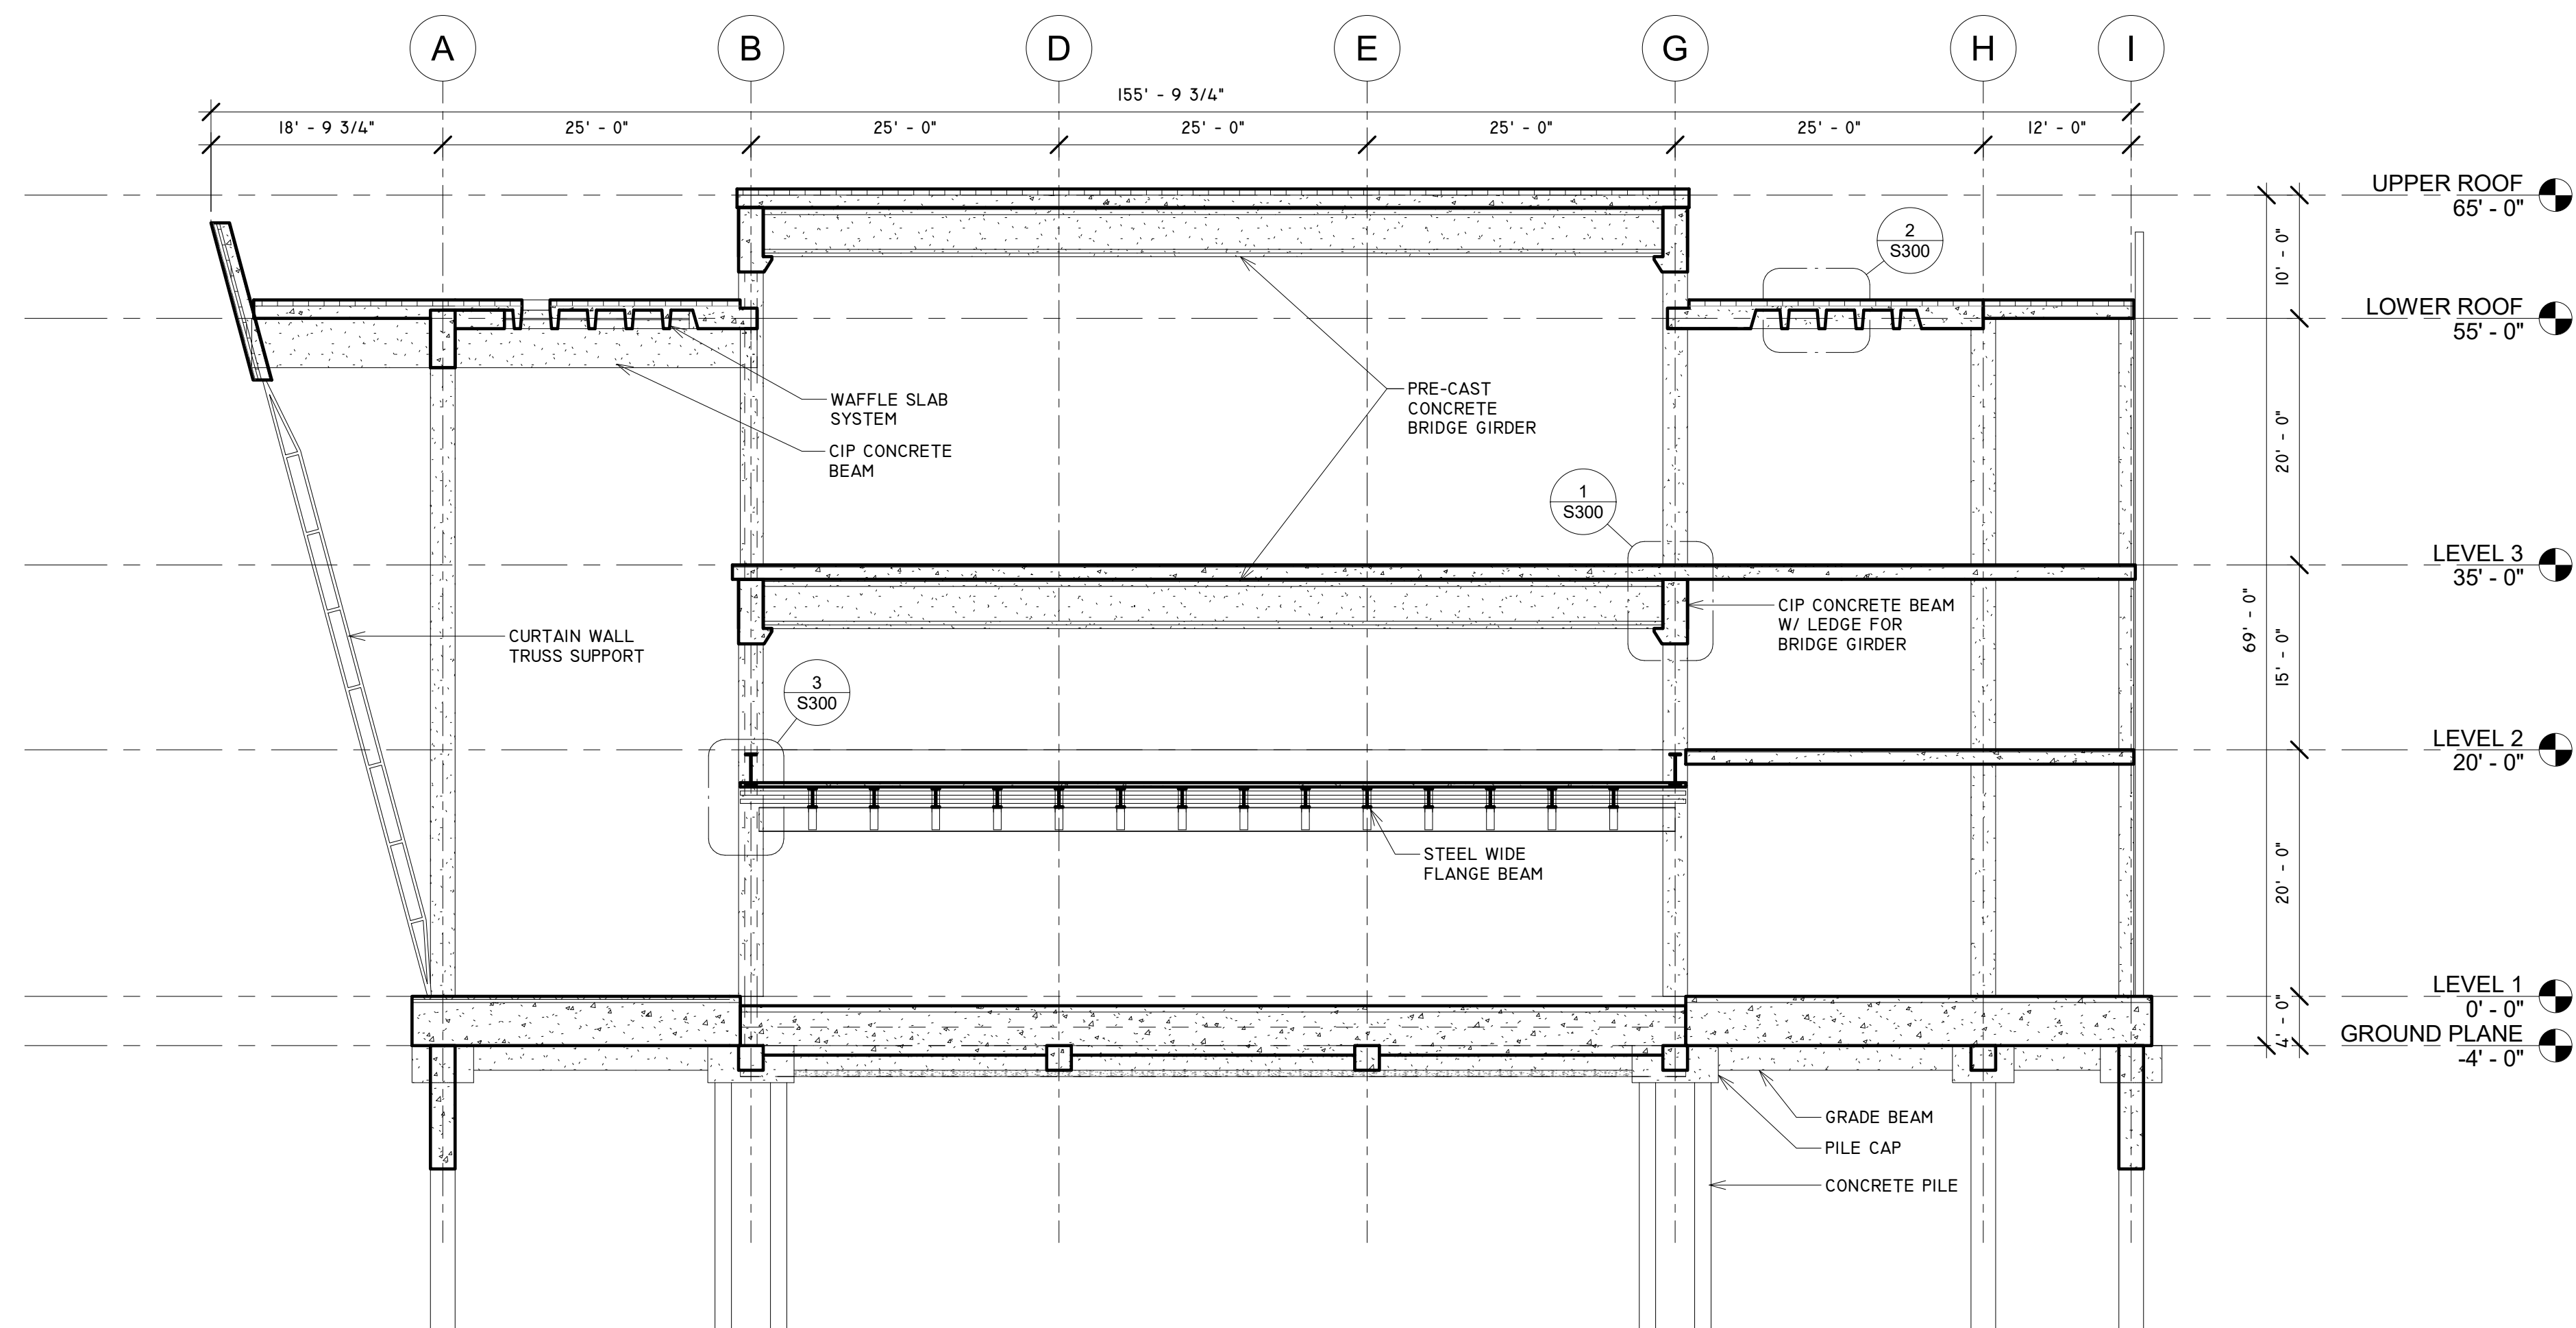 A B D E G H I
155' - 9 3/4"
18' - 9 3/4" 25' - 0" 25' - 0" 25' - 0" 25' - 0" 25' - 0" 12' - 0"
UPPER ROOF
65' - 0"
2
S300
10' - 0"
LOWER ROOF
55' - 0"
WAFFLE SLAB
SYSTEM
CIP CONCRETE
BEAM
PRE-CAST
CONCRETE
BRIDGE GIRDER
20' - 0"
1
S300
LEVEL 3
35' - 0"
CURTAIN WALL
TRUSS SUPPORT
CIP CONCRETE BEAM
W/ LEDGE FOR
BRIDGE GIRDER
69' - 0"
15' - 0"
3
S300
LEVEL 2
20' - 0"
STEEL WIDE
FLANGE BEAM
20' - 0"
LEVEL 1
0' - 0"
4' - 0"
GROUND PLANE
-4' - 0"
GRADE BEAM
PILE CAP
CONCRETE PILE